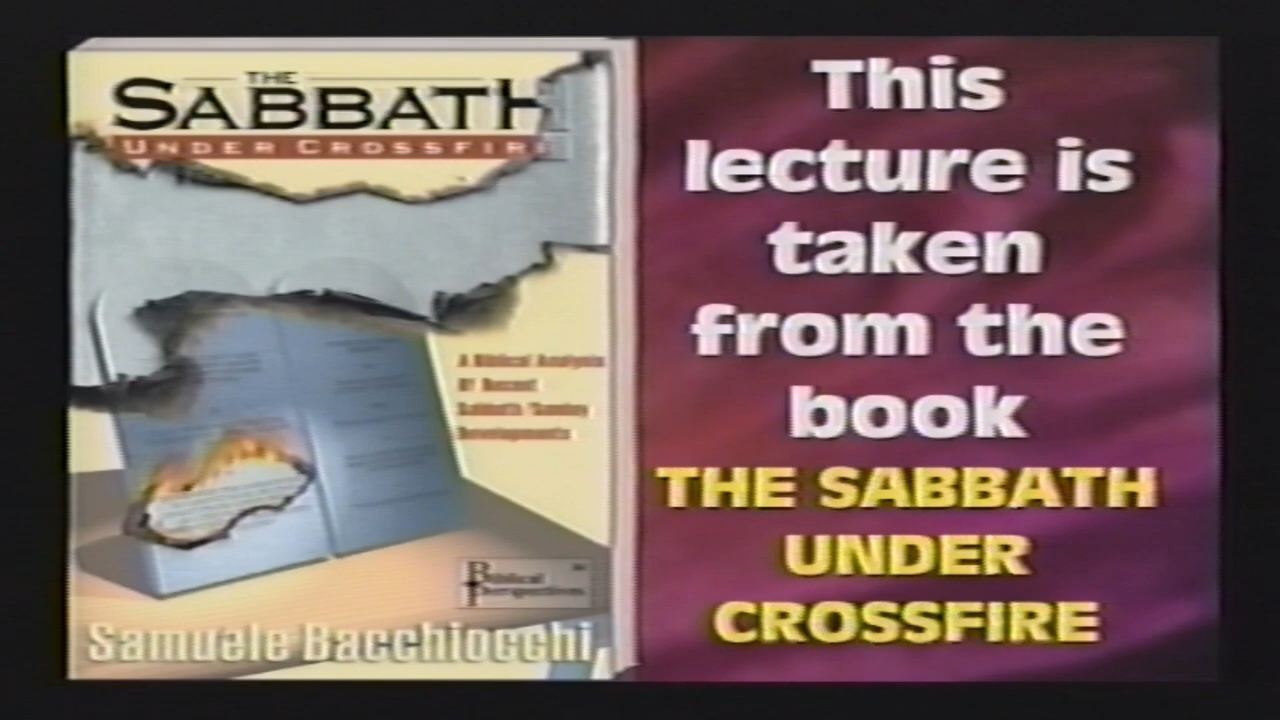 THE
SABBATH
UNDER CROSSFIRE
A Biblical Analysis
Of Recent
Sabbath/Sunday
Developments
Biblical
Perspectives
Samuele Bacchiocchi
This
lecture is
taken
from the
book
THE SABBATH
UNDER
CROSSFIRE